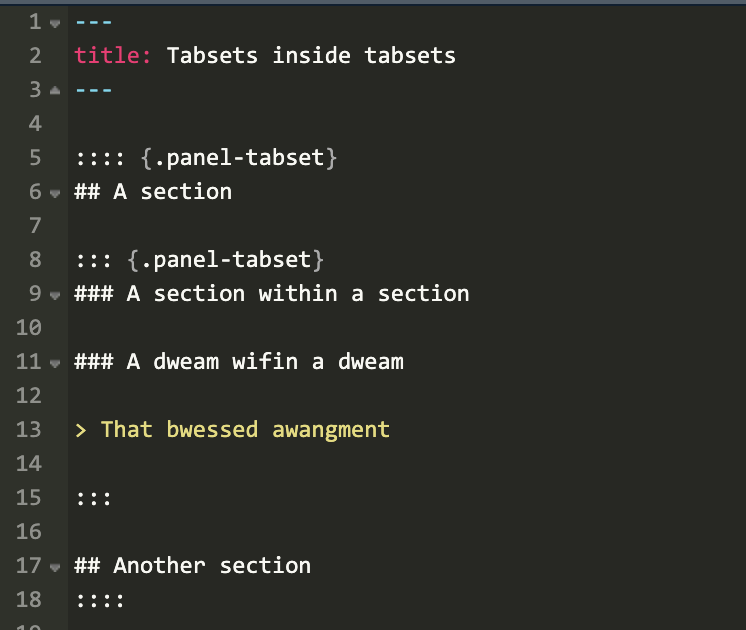 1 ---
2 title: Tabsets inside tabsets
3 ---
4
5 :::: {.panel-tabset}
6 ## A section
7
8 ::: {.panel-tabset}
9 ### A section within a section
10
11 ### A dweam wifin a dweam
12
13 > That bwessed awangment
14
15 :::
16
17 ## Another section
18 ::::